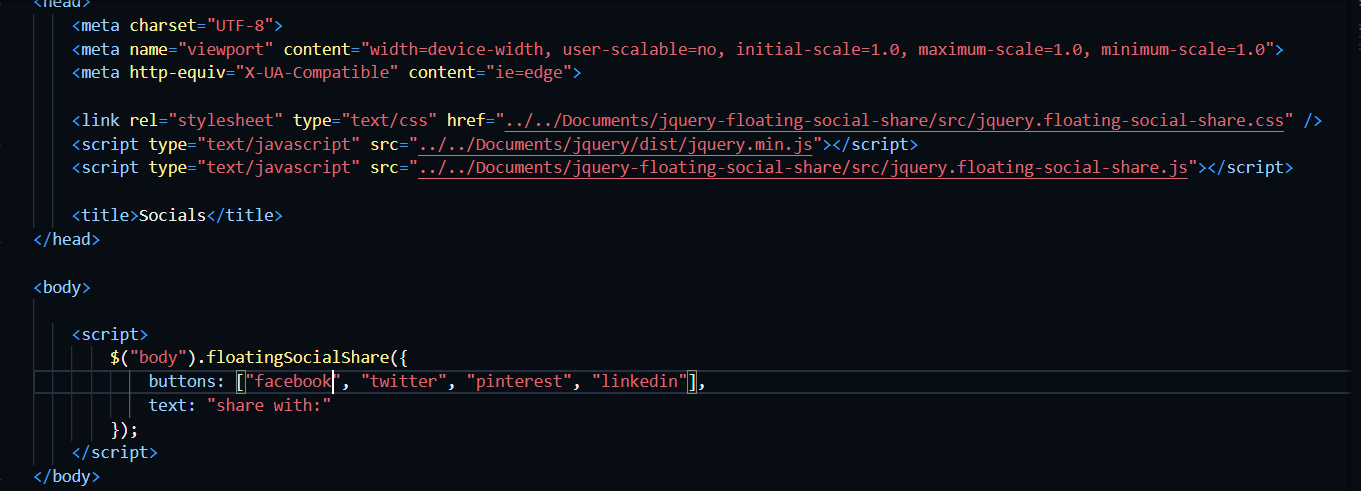 <head>
<meta charset="UTF-8">
<meta name="viewport" content="width=device-width, user-scalable=no, initial-scale=1.0, maximum-scale=1.0, minimum-scale=1.0">
<meta http-equiv="X-UA-Compatible" content="ie=edge">
<link rel="stylesheet" type="text/css" href="../../Documents/jquery-floating-social-share/src/jquery.floating-social-share.css" />
<script type="text/javascript" src="../../Documents/jquery/dist/jquery.min.js"></script>
<script type="text/javascript" src="../../Documents/jquery-floating-social-share/src/jquery.floating-social-share.js"></script>
<title>Socials</title>
</head>
<body>
<script>
$("body").floatingSocialShare({
buttons: ["facebook", "twitter", "pinterest", "linkedin"],
text: "share with:"
});
</script>
</body>